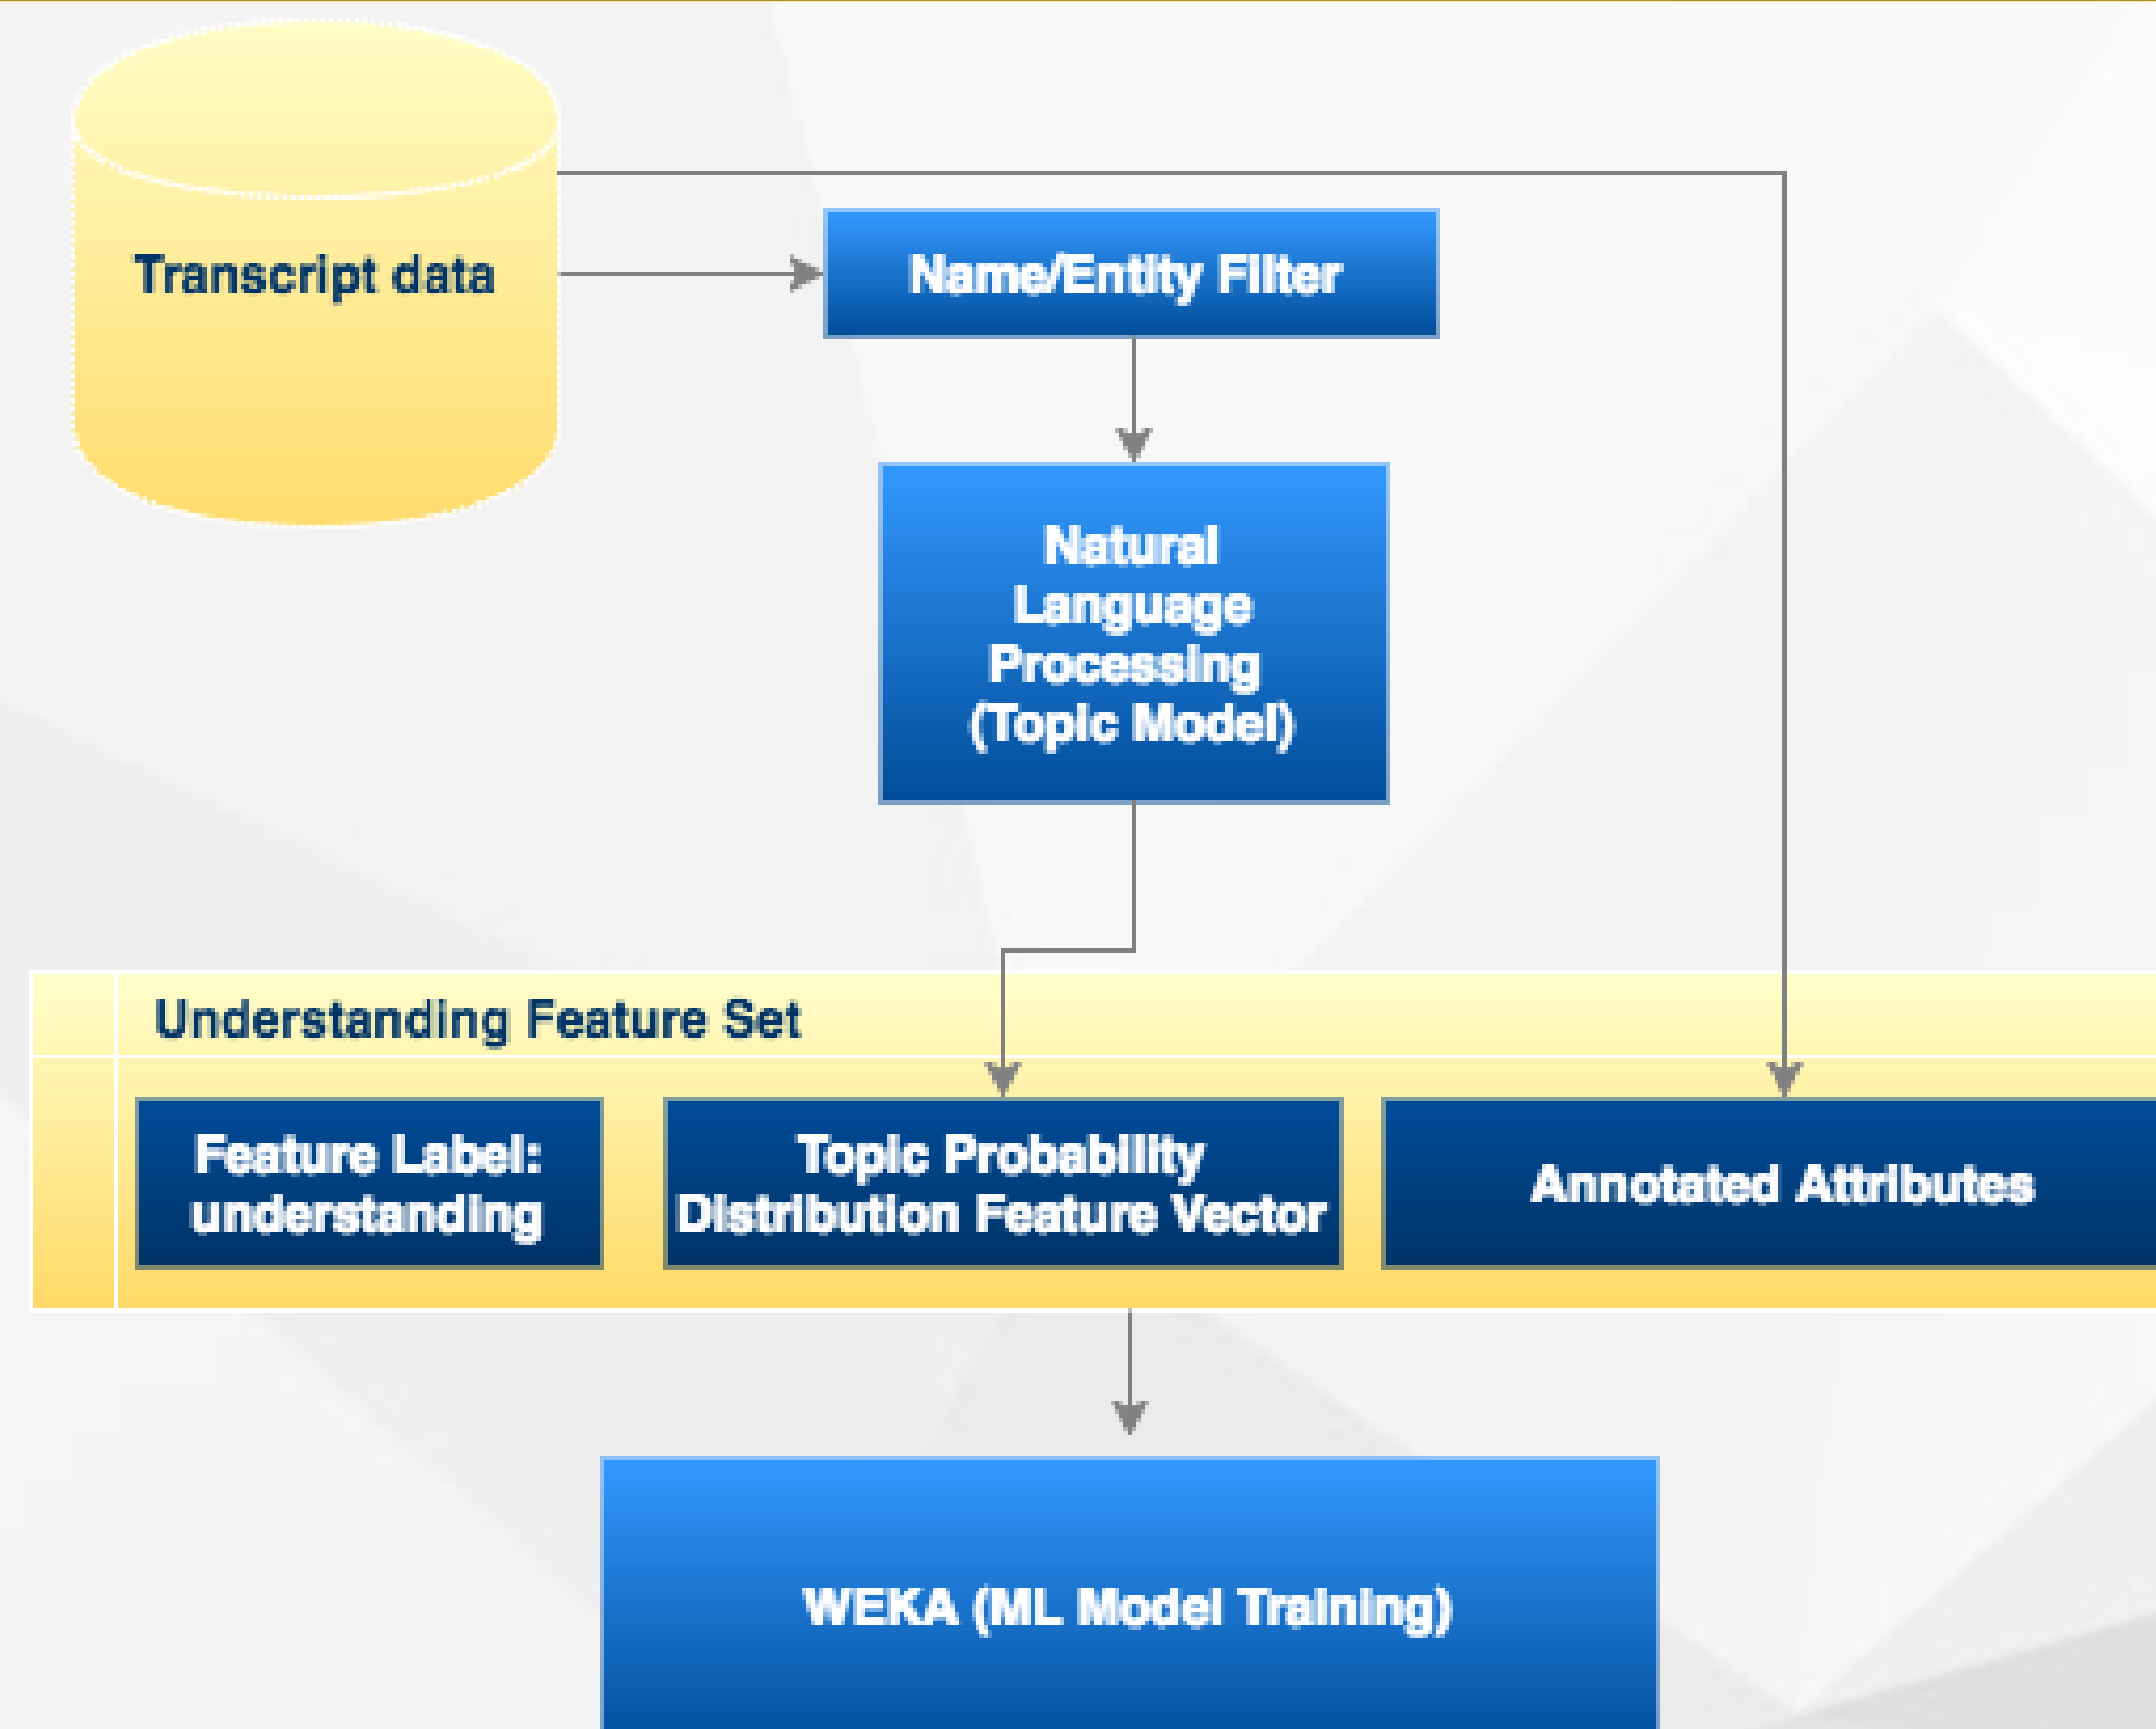 Transcript data
Name/Entity Filter
Natural
Language
Processing
(Topic Model)
Understanding Feature Set
Feature Label:
understanding
Topic Probability
Distribution Feature Vector
Annotated Attributes
WEKA (ML Model Training)